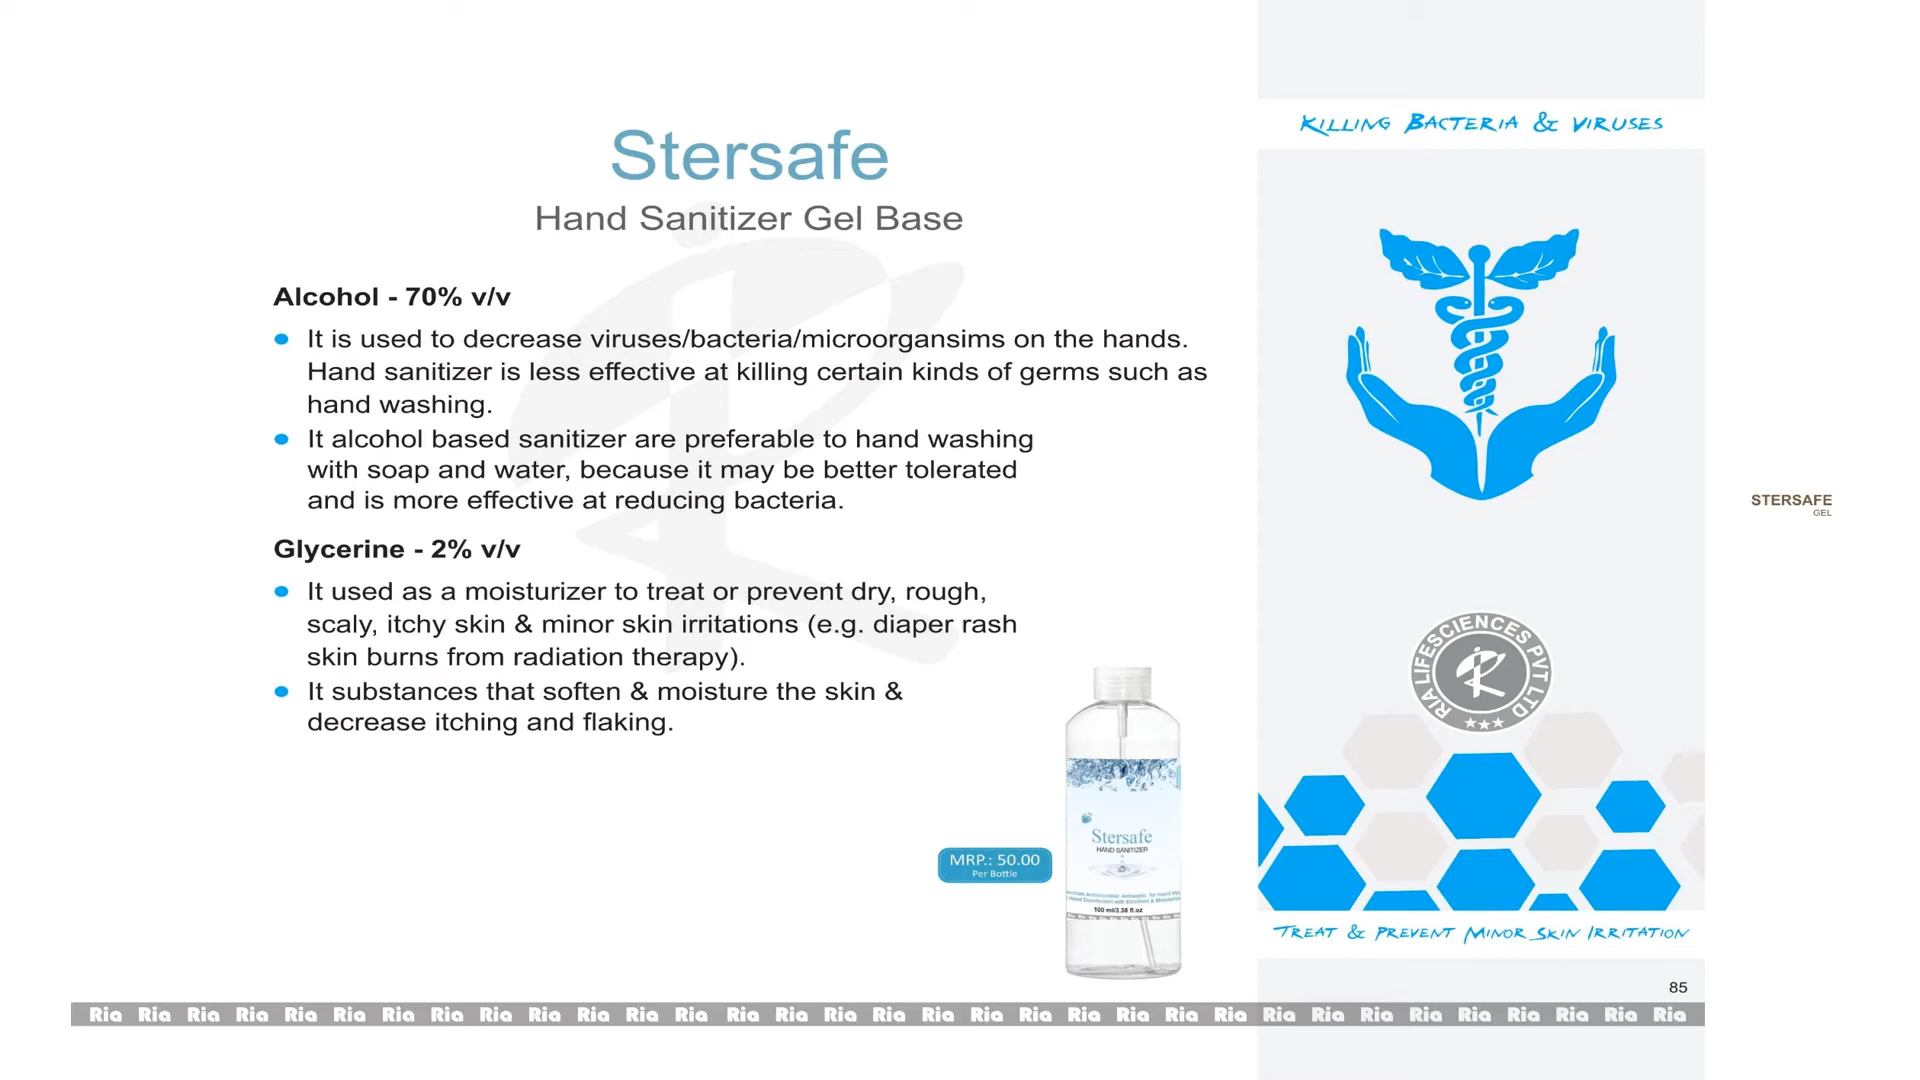 Stersafe
Hand Sanitizer Gel Base
Alcohol - 70% v/v
It is used to decrease viruses/bacteria/microorgansims on the hands.
Hand sanitizer is less effective at killing certain kinds of germs such as
hand washing.
It alcohol based sanitizer are preferable to hand washing
with soap and water, because it may be better tolerated
and is more effective at reducing bacteria.
Glycerine - 2% v/v
It used as a moisturizer to treat or prevent dry, rough,
scaly, itchy skin & minor skin irritations (e.g. diaper rash
skin burns from radiation therapy).
It substances that soften & moisture the skin &
decrease itching and flaking.
MRP.: 50.00
Per Bottle
Stersafe
HAND SANITIZER
Antimicrobial Antiseptic for Hand
Hand Disinfectant with Emollient &
100 ml/3.38 fl.oz
KILLING BACTERIA & VIRUSES
RIA LIFESCIENCES PVT LTD
TREAT & PREVENT MINOR SKIN IRRITATION
STERSAFE
GEL
85
Ria Ria Ria Ria Ria Ria Ria Ria Ria Ria Ria Ria Ria Ria Ria Ria Ria Ria Ria Ria Ria Ria Ria Ria Ria Ria Ria Ria Ria Ria Ria Ria Ria